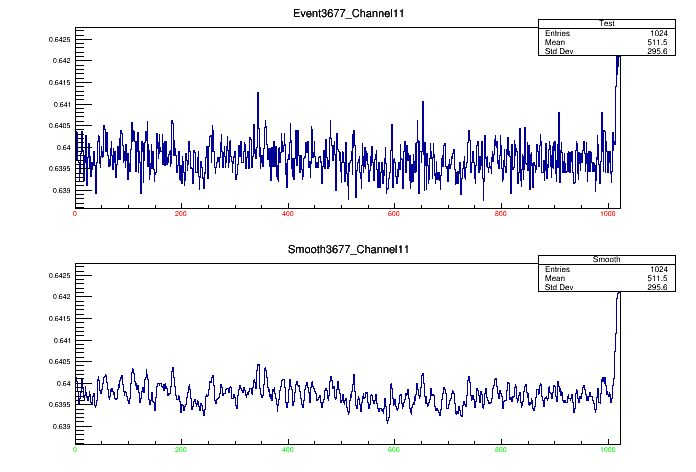 Event3677_Channel11
Test
Entries 1024
Mean 511.5
Std Dev 295.6
0.6425
0.642
0.6415
0.641
0.6405
0.64
0.6395
0.639
0 200 400 600 800 1000
Smooth3677_Channel11
Smooth
Entries 1024
Mean 511.5
Std Dev 295.6
0.6425
0.642
0.6415
0.641
0.6405
0.64
0.6395
0.639
0 200 400 600 800 1000